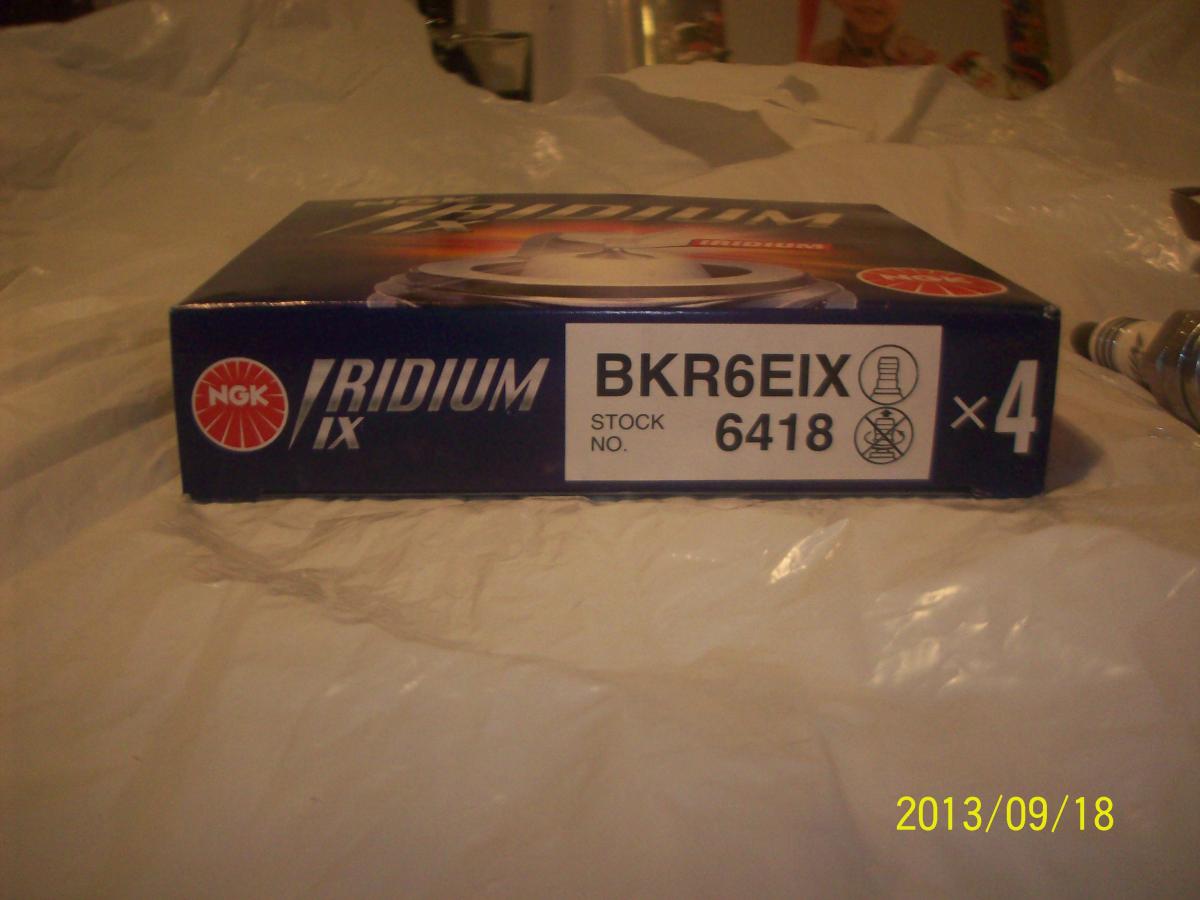 IX IRIDIUM
IRIDIUM
NGK
NGK
IRIDIUM
IX
BKR6EIX
STOCK
NO.
6418
×4
2013/09/18